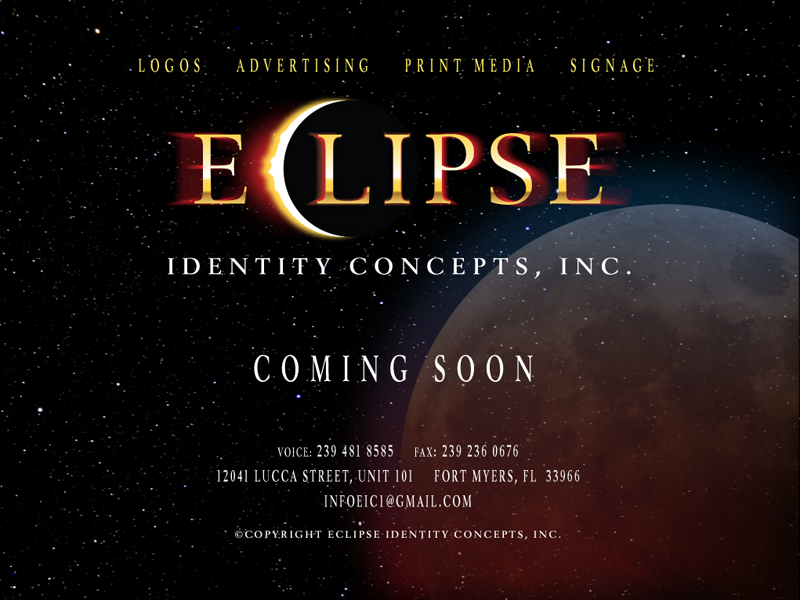 LOGOS ADVERTISING PRINT MEDIA SIGNAGE
ECLIPSE
IDENTITY CONCEPTS, INC.
COMING SOON
VOICE: 239 481 8585 FAX: 239 236 0676
12041 LUCCA STREET, UNIT 101 FORT MYERS, FL 33966
INFOEIC1@GMAIL.COM
©COPYRIGHT ECLIPSE IDENTITY CONCEPTS, INC.